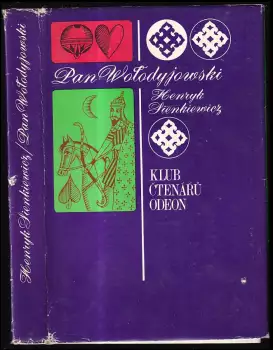 Henryk Sienkiewicz/Pan Wołodyjowski
Pan Wołodyjowski
Henryk
Sienkiewicz
KLUB
ČTENÁŘŮ
ODEON